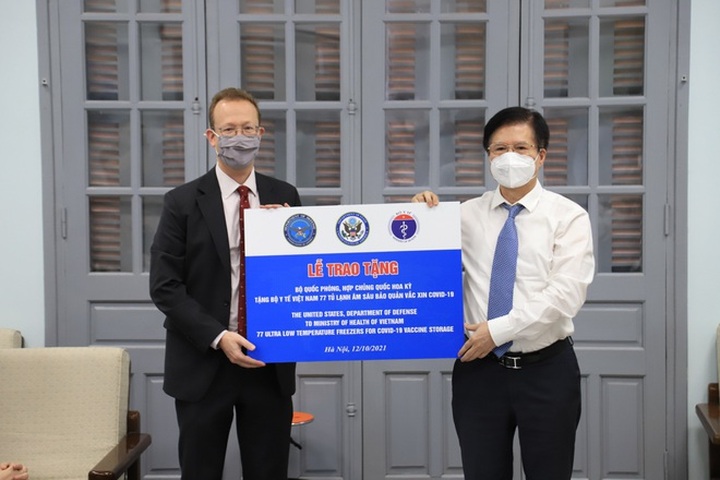 LỄ TRAO TẶNG
BỘ QUỐC PHÒNG, HỢP CHỦNG QUỐC HOA KỲ
TẶNG BỘ Y TẾ VIỆT NAM 77 TỦ LẠNH ÂM SÂU BẢO QUẢN VẮC XIN COVID-19
THE UNITED STATES, DEPARTMENT OF DEFENSE
TO MINISTRY OF HEALTH OF VIETNAM
77 ULTRA LOW TEMPERATURE FREEZERS FOR COVID-19 VACCINE STORAGE
Hà Nội, 12/10/2021